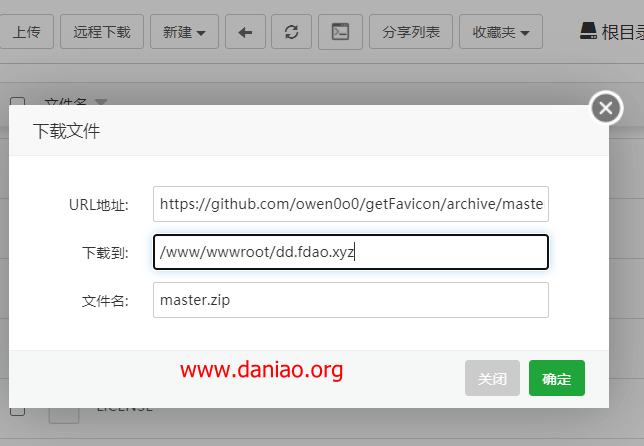 上传 远程下载 新建 分享列表 收藏夹 根目录
文件名
下载文件
URL地址: https://github.com/owen0o0/getFavicon/archive/maste
下载到: /www/wwwroot/dd.fdao.xyz
文件名: master.zip
www.daniao.org
关闭 确定
LICENSE